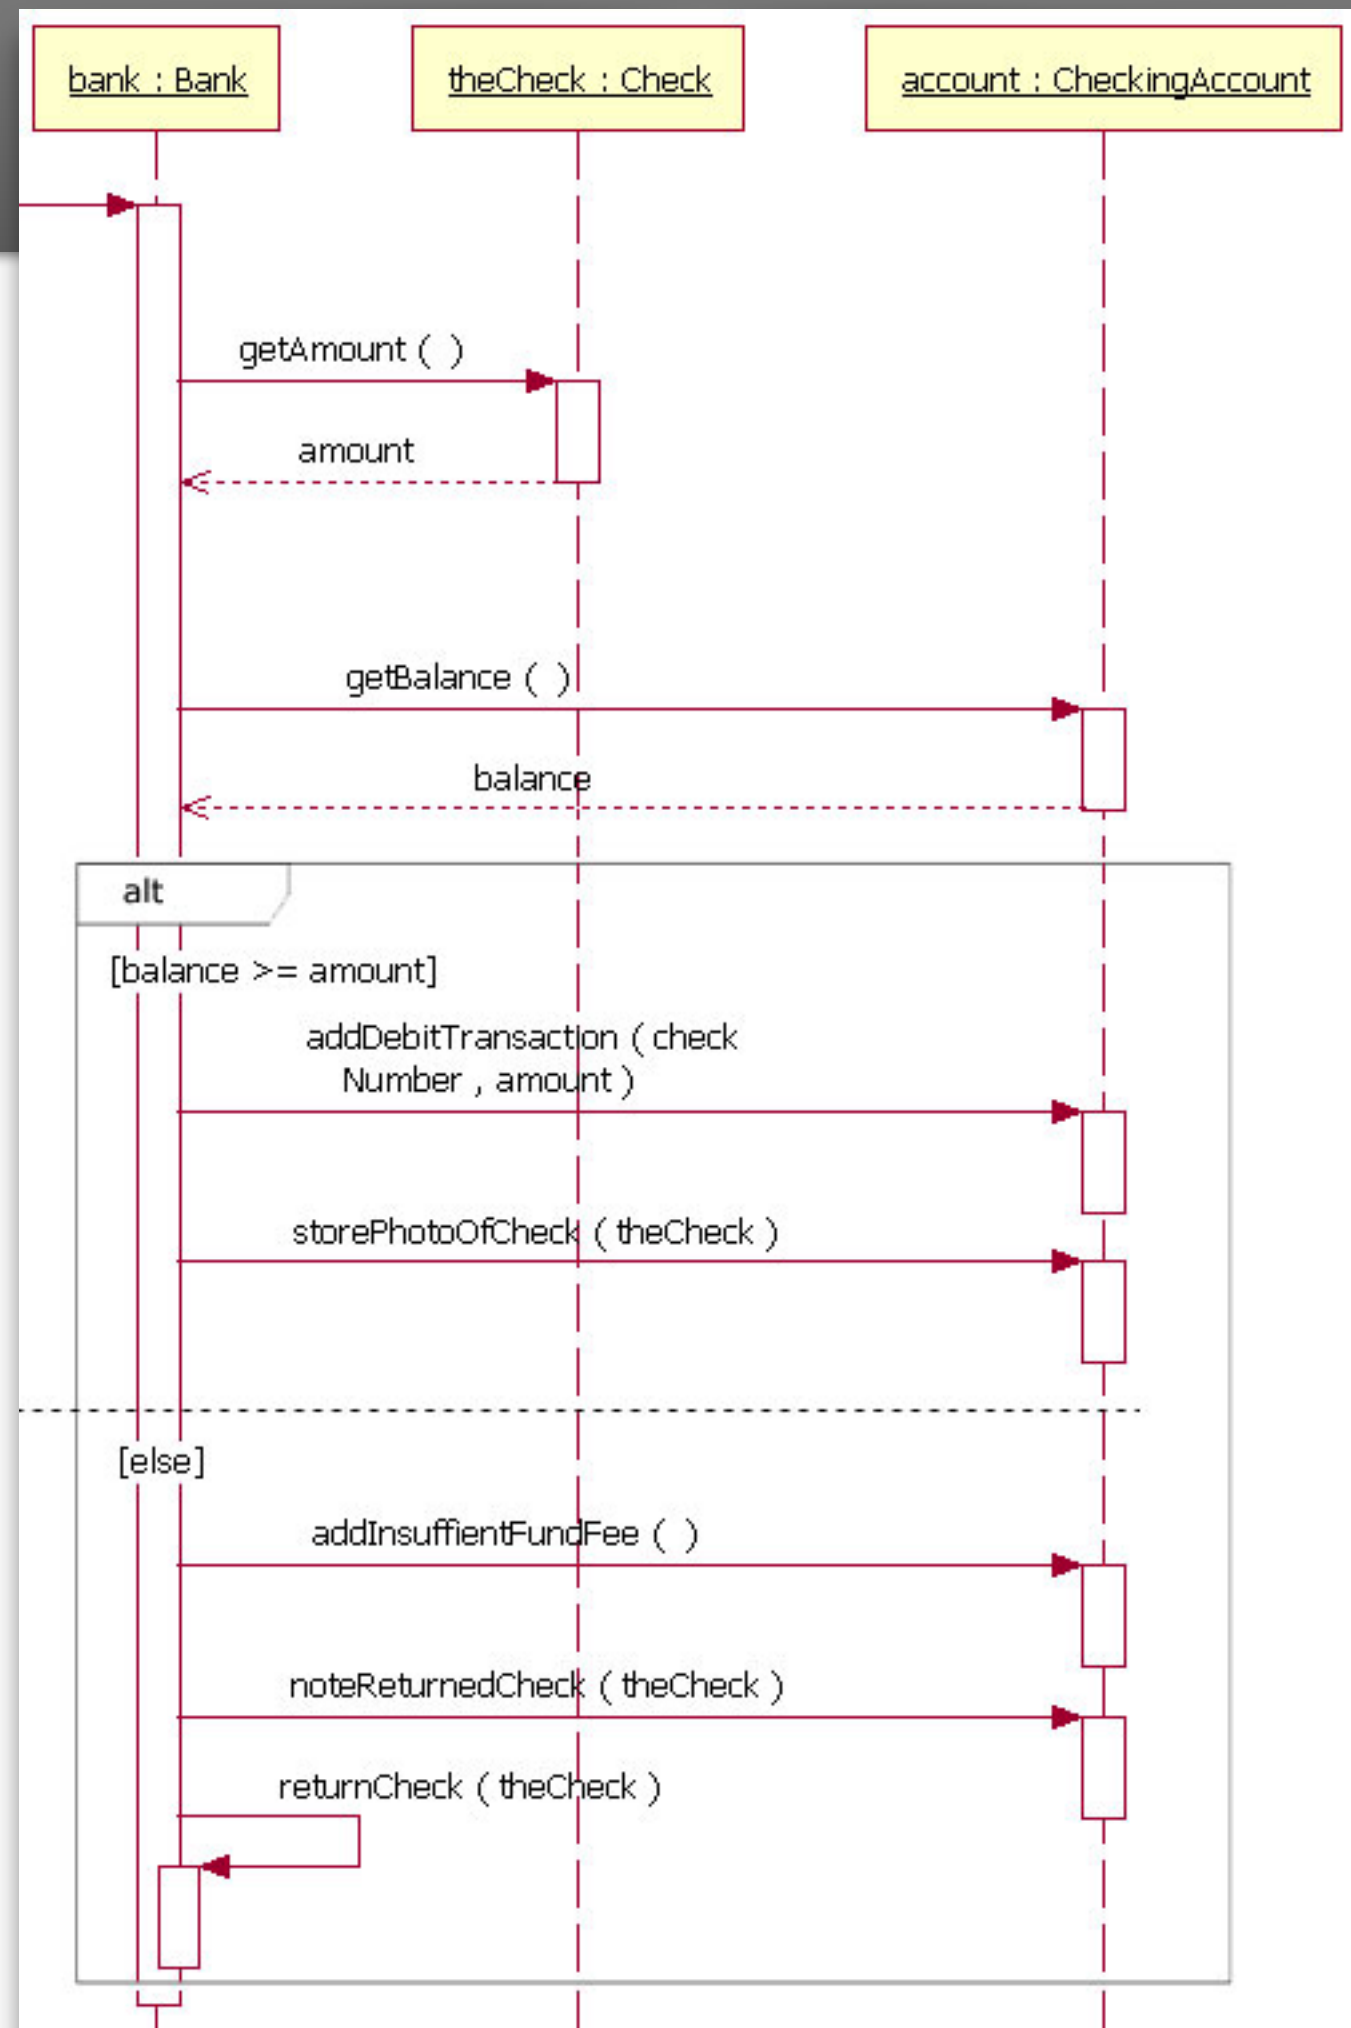 bank : Bank
theCheck : Check
account : CheckingAccount
getAmount ( )
amount
getBalance ( )
balance
alt
[balance >= amount]
addDebitTransaction ( check
Number , amount )
storePhotoOfCheck ( theCheck )
[else]
addInsuffientFundFee ( )
noteReturnedCheck ( theCheck )
returnCheck ( theCheck )